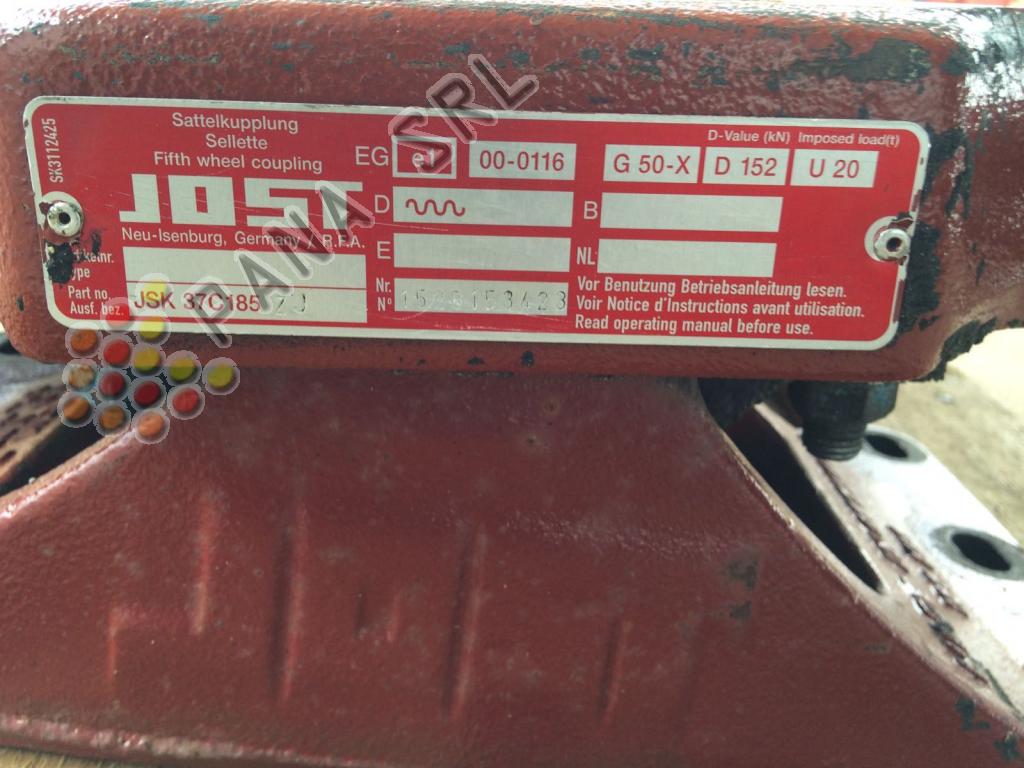 SK3112425
Sattelkupplung
Sellette
Fifth wheel coupling
JOST
Neu-Isenburg, Germany / R.F.A.
Type
Part no.
Ausf. bez.
JSK 37C185
EG e1 00-0116 G 50-X D 152 U 20
D-Value (kN) Imposed load(t)
D
B
E
NL
Nr.
N°
Vor Benutzung Betriebsanleitung lesen.
Voir Notice d'Instructions avant utilisation.
Read operating manual before use.
PANA SRL